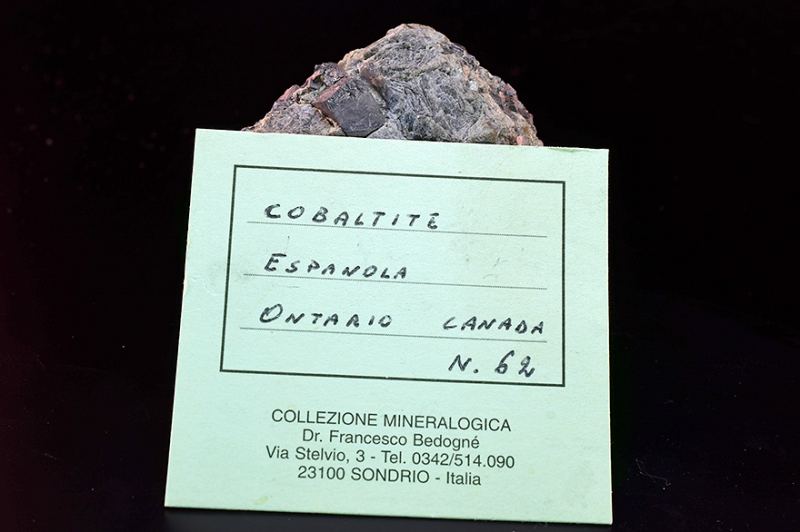 COBALTITE
ESPANOLA
ONTARIO CANADA
N. 62
COLLEZIONE MINERALOGICA
Dr. Francesco Bedogné
Via Stelvio, 3 - Tel. 0342/514.090
23100 SONDRIO - Italia